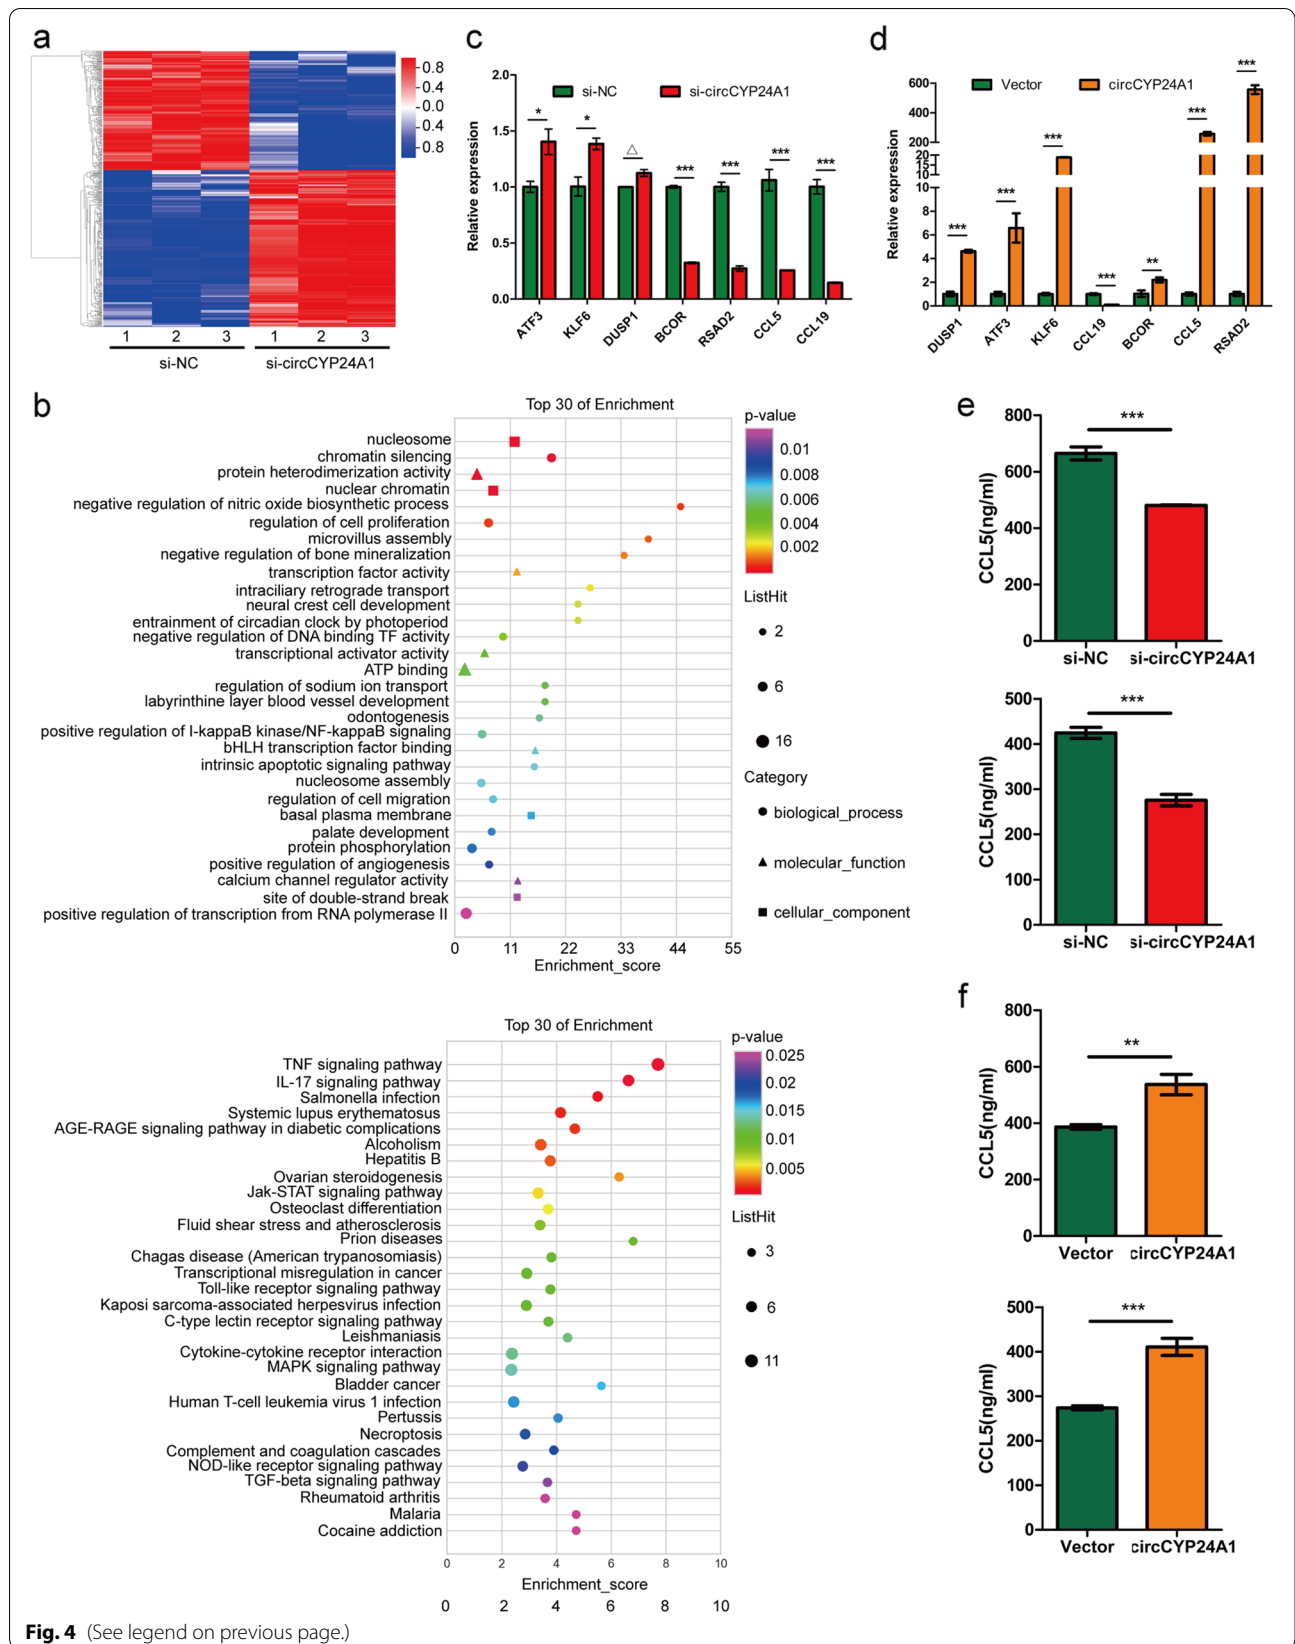 a
0.8
0.4
0.0
0.4
0.8
1 2 3 1 2 3
si-NC si-circCYP24A1
c
si-NC si-circCYP24A1
Relative expression
2.0
1.5
1.0
0.5
0.0
* * △ *** *** *** ***
ATF3 KLF6 DUSP1 BCOR RSAD2 CCL5 CCL19
d
Vector circCYP24A1
Relative expression
600
400
200
20
15
10
10
8
6
4
2
0
*** *** *** *** ** *** ***
DUSP1 ATF3 KLF6 CCL19 BCOR CCL5 RSAD2
b
Top 30 of Enrichment
nucleosome
chromatin silencing
protein heterodimerization activity
nuclear chromatin
negative regulation of nitric oxide biosynthetic process
regulation of cell proliferation
microvillus assembly
negative regulation of bone mineralization
transcription factor activity
intraciliary retrograde transport
neural crest cell development
entrainment of circadian clock by photoperiod
negative regulation of DNA binding TF activity
transcriptional activator activity
ATP binding
regulation of sodium ion transport
labyrinthine layer blood vessel development
odontogenesis
positive regulation of I-kappaB kinase/NF-kappaB signaling
bHLH transcription factor binding
intrinsic apoptotic signaling pathway
nucleosome assembly
regulation of cell migration
basal plasma membrane
palate development
protein phosphorylation
positive regulation of angiogenesis
calcium channel regulator activity
site of double-strand break
positive regulation of transcription from RNA polymerase II
0 11 22 33 44 55
Enrichment_score
p-value
0.01
0.008
0.006
0.004
0.002
ListHit
2
6
16
Category
biological_process
molecular_function
cellular_component
e
CCL5(ng/ml)
800
600
400
200
0
***
si-NC si-circCYP24A1
CCL5(ng/ml)
500
400
300
200
100
0
***
si-NC si-circCYP24A1
Top 30 of Enrichment
TNF signaling pathway
IL-17 signaling pathway
Salmonella infection
Systemic lupus erythematosus
AGE-RAGE signaling pathway in diabetic complications
Alcoholism
Hepatitis B
Ovarian steroidogenesis
Jak-STAT signaling pathway
Osteoclast differentiation
Fluid shear stress and atherosclerosis
Prion diseases
Chagas disease (American trypanosomiasis)
Transcriptional misregulation in cancer
Toll-like receptor signaling pathway
Kaposi sarcoma-associated herpesvirus infection
C-type lectin receptor signaling pathway
Leishmaniasis
Cytokine-cytokine receptor interaction
MAPK signaling pathway
Bladder cancer
Human T-cell leukemia virus 1 infection
Pertussis
Necroptosis
Complement and coagulation cascades
NOD-like receptor signaling pathway
TGF-beta signaling pathway
Rheumatoid arthritis
Malaria
Cocaine addiction
0 2 4 6 8 10
Enrichment_score
0 2 4 6 8 10
p-value
0.025
0.02
0.015
0.01
0.005
ListHit
3
6
11
f
CCL5(ng/ml)
800
600
400
200
0
**
Vector circCYP24A1
CCL5(ng/ml)
500
400
300
200
100
0
***
Vector circCYP24A1
Fig. 4 (See legend on previous page.)